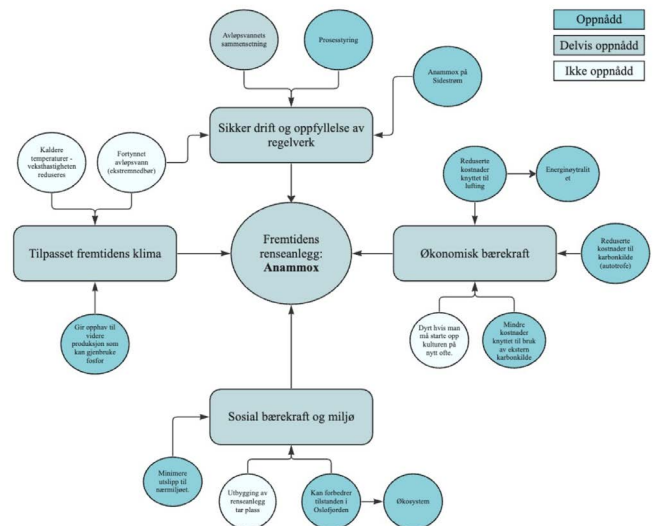 Oppnådd
Delvis oppnådd
Ikke oppnådd
Avløpsvannets
sammensetning
Prosesstyring
Anammox på
Sidestrøm
Sikker drift og oppfyllelse av
regelverk
Kaldere
temperaturer -
veksthastigheten
reduseres
Fortynnet
avløpsvann
(ekstremnedbør)
Reduserte
kostnader
knyttet til
lufting
Energinøytralit
et
Tilpasset fremtidens klima
Fremtidens
renseanlegg:
Anammox
Økonomisk bærekraft
Reduserte
kostnader til
karbonkilde
(autotrofe)
Gir opphav til
videre
produksjon som
kan gjenbruke
fosfor
Dyrt hvis man
må starte opp
kulturen på
nytt ofte.
Mindre
kostnader
knyttet til bruk
av ekstern
karbonkilde
Sosial bærekraft og miljø
Minimere
utslipp til
nærmiljøet.
Utbygging av
renseanlegg
tar plass
Kan forbedrer
tilstanden i
Oslofjorden
Økosystem